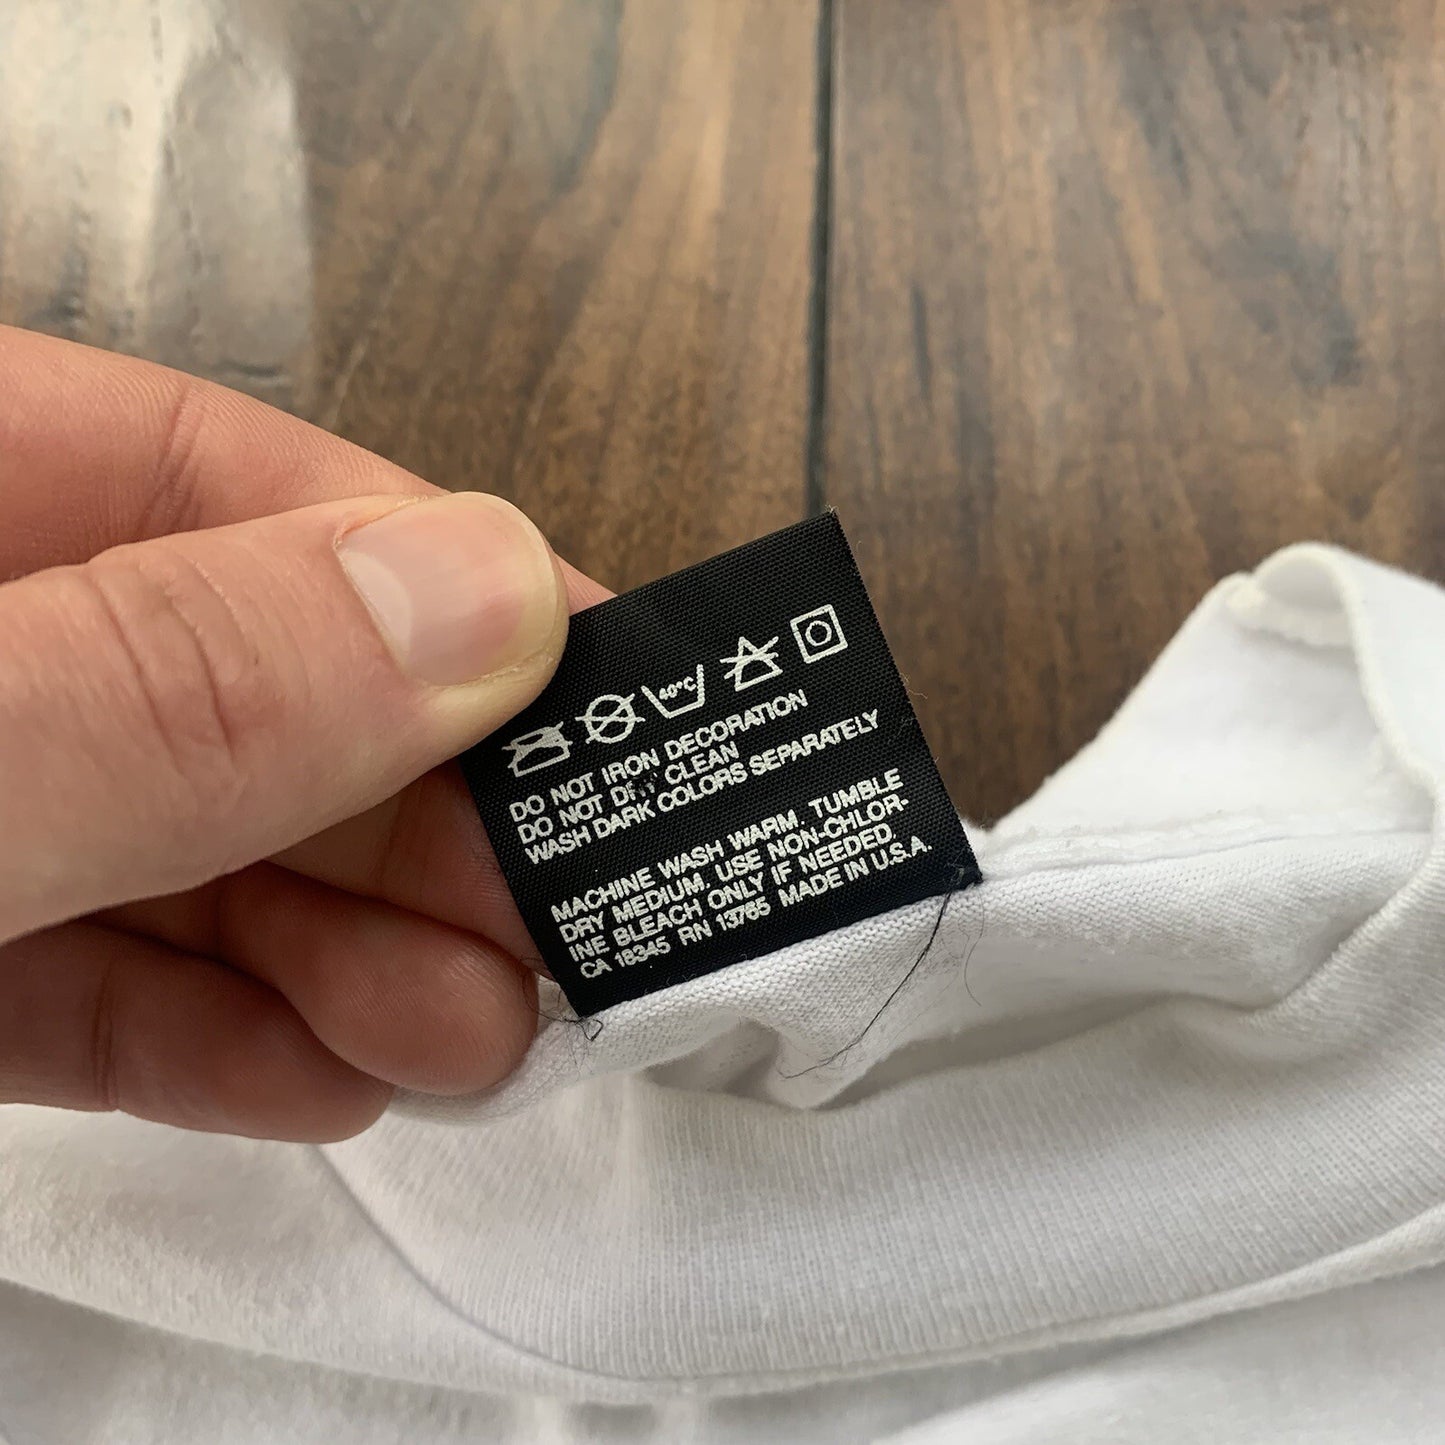 40°C
DO NOT IRON DECORATION
DO NOT DRY CLEAN
WASH DARK COLORS SEPARATELY
MACHINE WASH WARM. TUMBLE
DRY MEDIUM. USE NON-CHLOR-
INE BLEACH ONLY IF NEEDED.
CA 18345 RN 13765 MADE IN U.S.A.